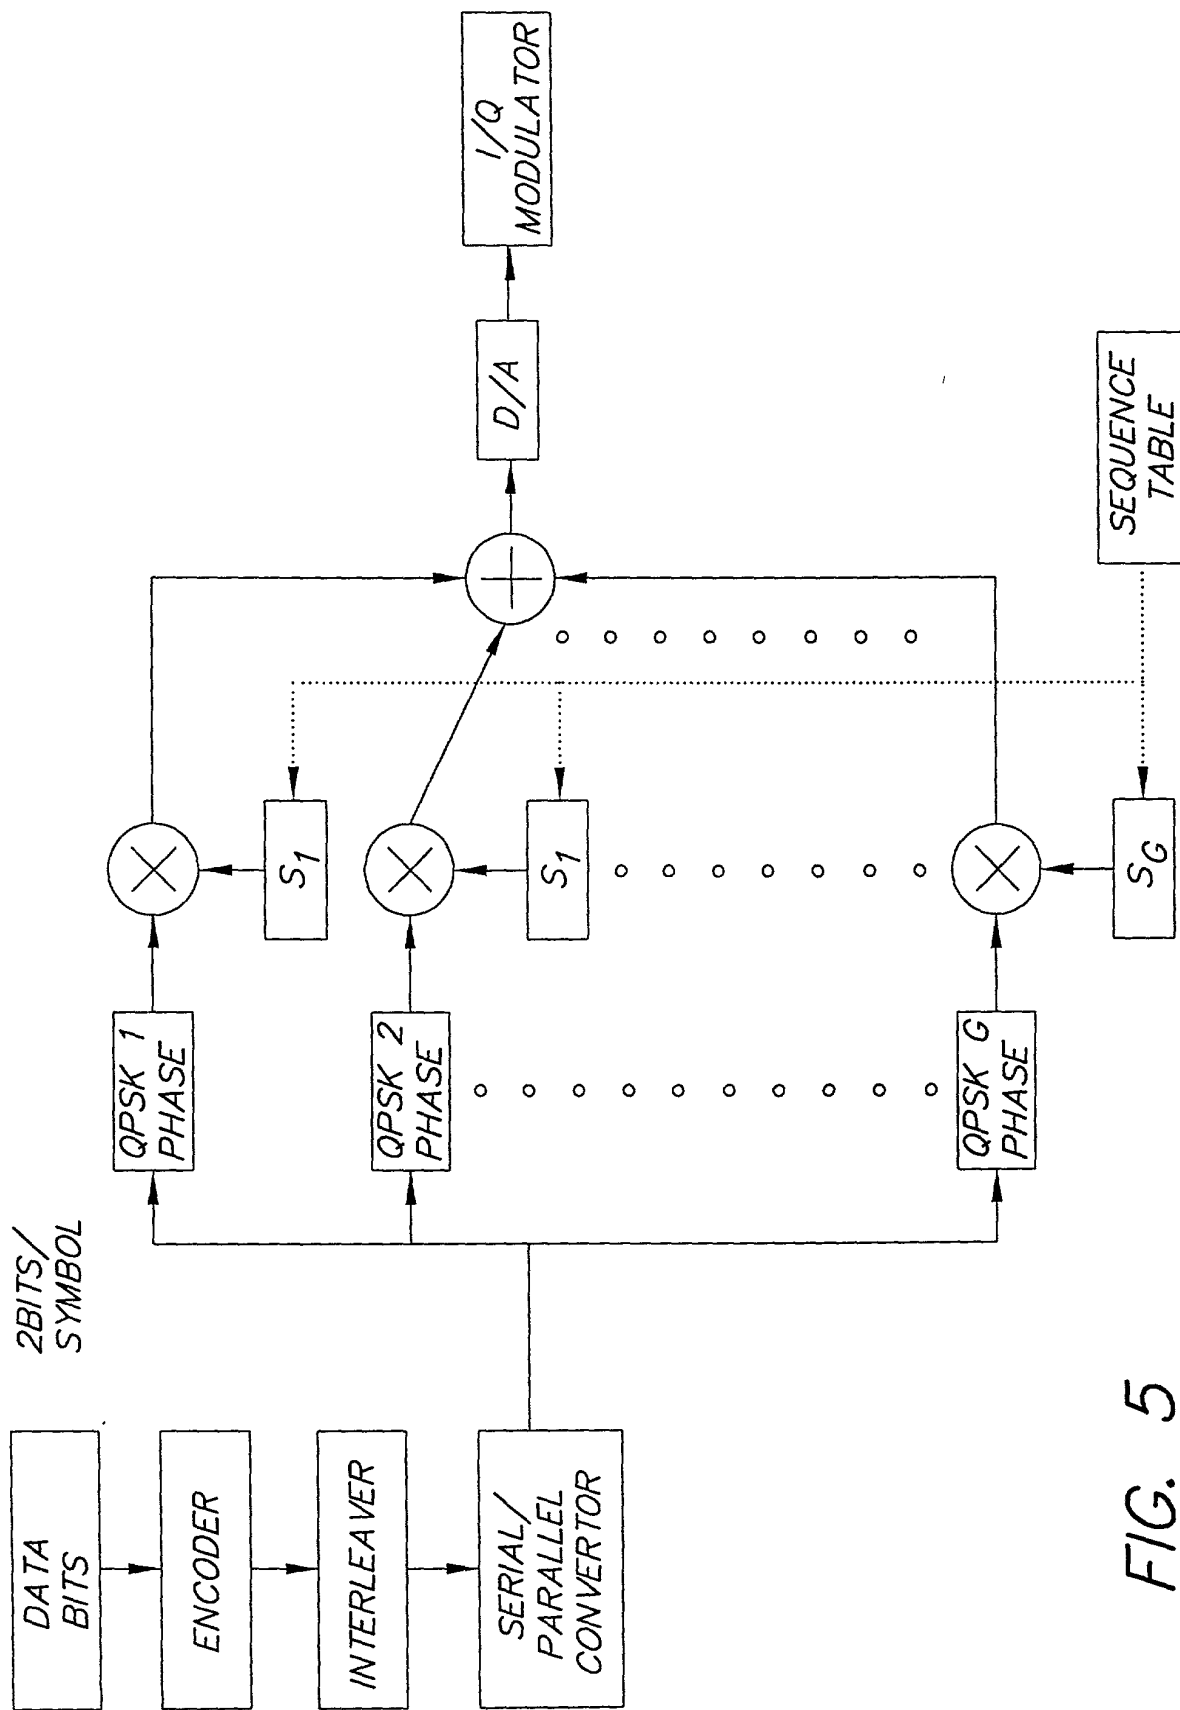 DATA
BITS
ENCODER
INTERLEAVER
SERIAL/
PARALLEL
CONVERTOR
2BITS/
SYMBOL
QPSK 1
PHASE
QPSK 2
PHASE
QPSK G
PHASE
S1
S1
SG
D/A
I/Q
MODULATOR
SEQUENCE
TABLE
FIG. 5